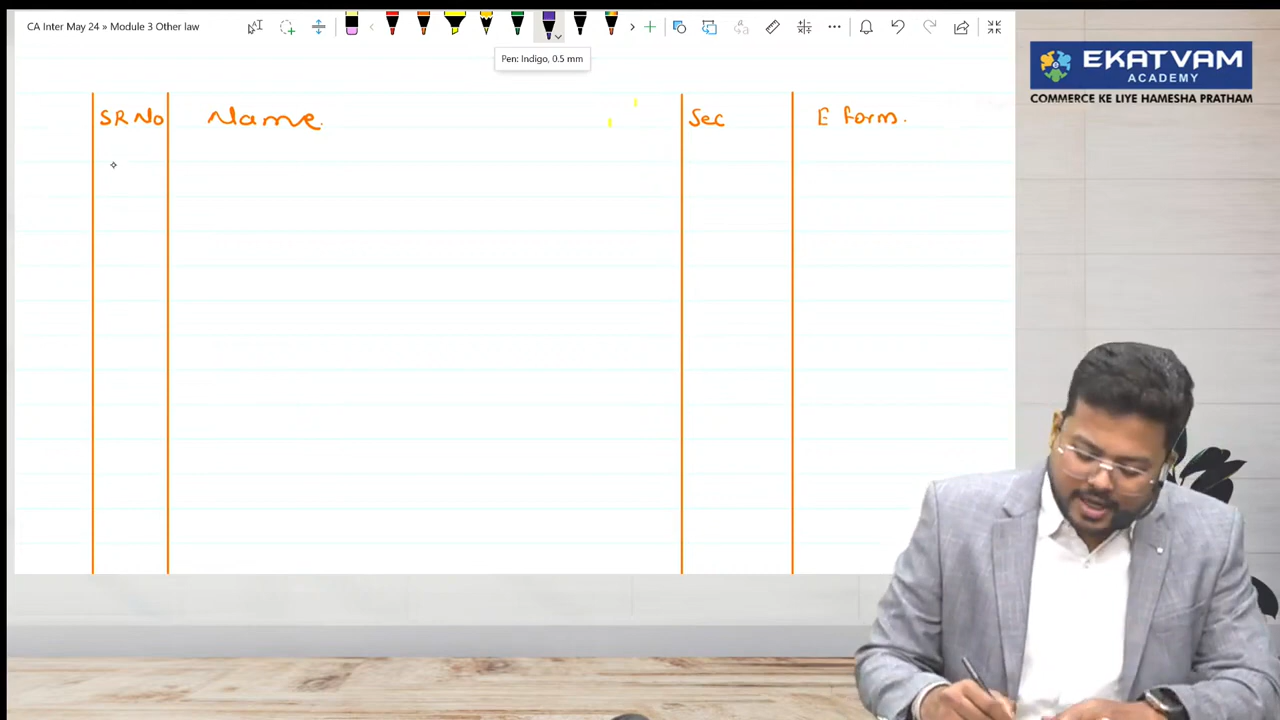 CA Inter May 24 » Module 3 Other law
Pen: Indigo, 0.5 mm
EKATVAM
ACADEMY
COMMERCE KE LIYE HAMESHA PRATHAM
SR No Name. Sec E form.